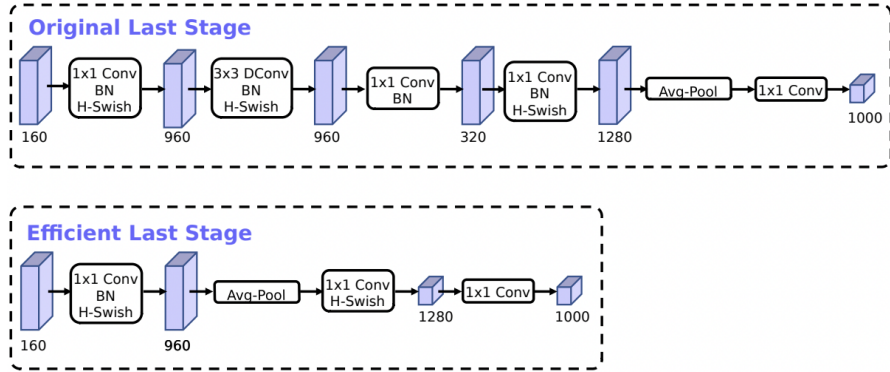 Original Last Stage
1x1 Conv
BN
H-Swish
3x3 DConv
BN
H-Swish
1x1 Conv
BN
1x1 Conv
BN
H-Swish
Avg-Pool
1x1 Conv
160
960
960
320
1280
1000
Efficient Last Stage
1x1 Conv
BN
H-Swish
Avg-Pool
1x1 Conv
H-Swish
1x1 Conv
160
960
1280
1000